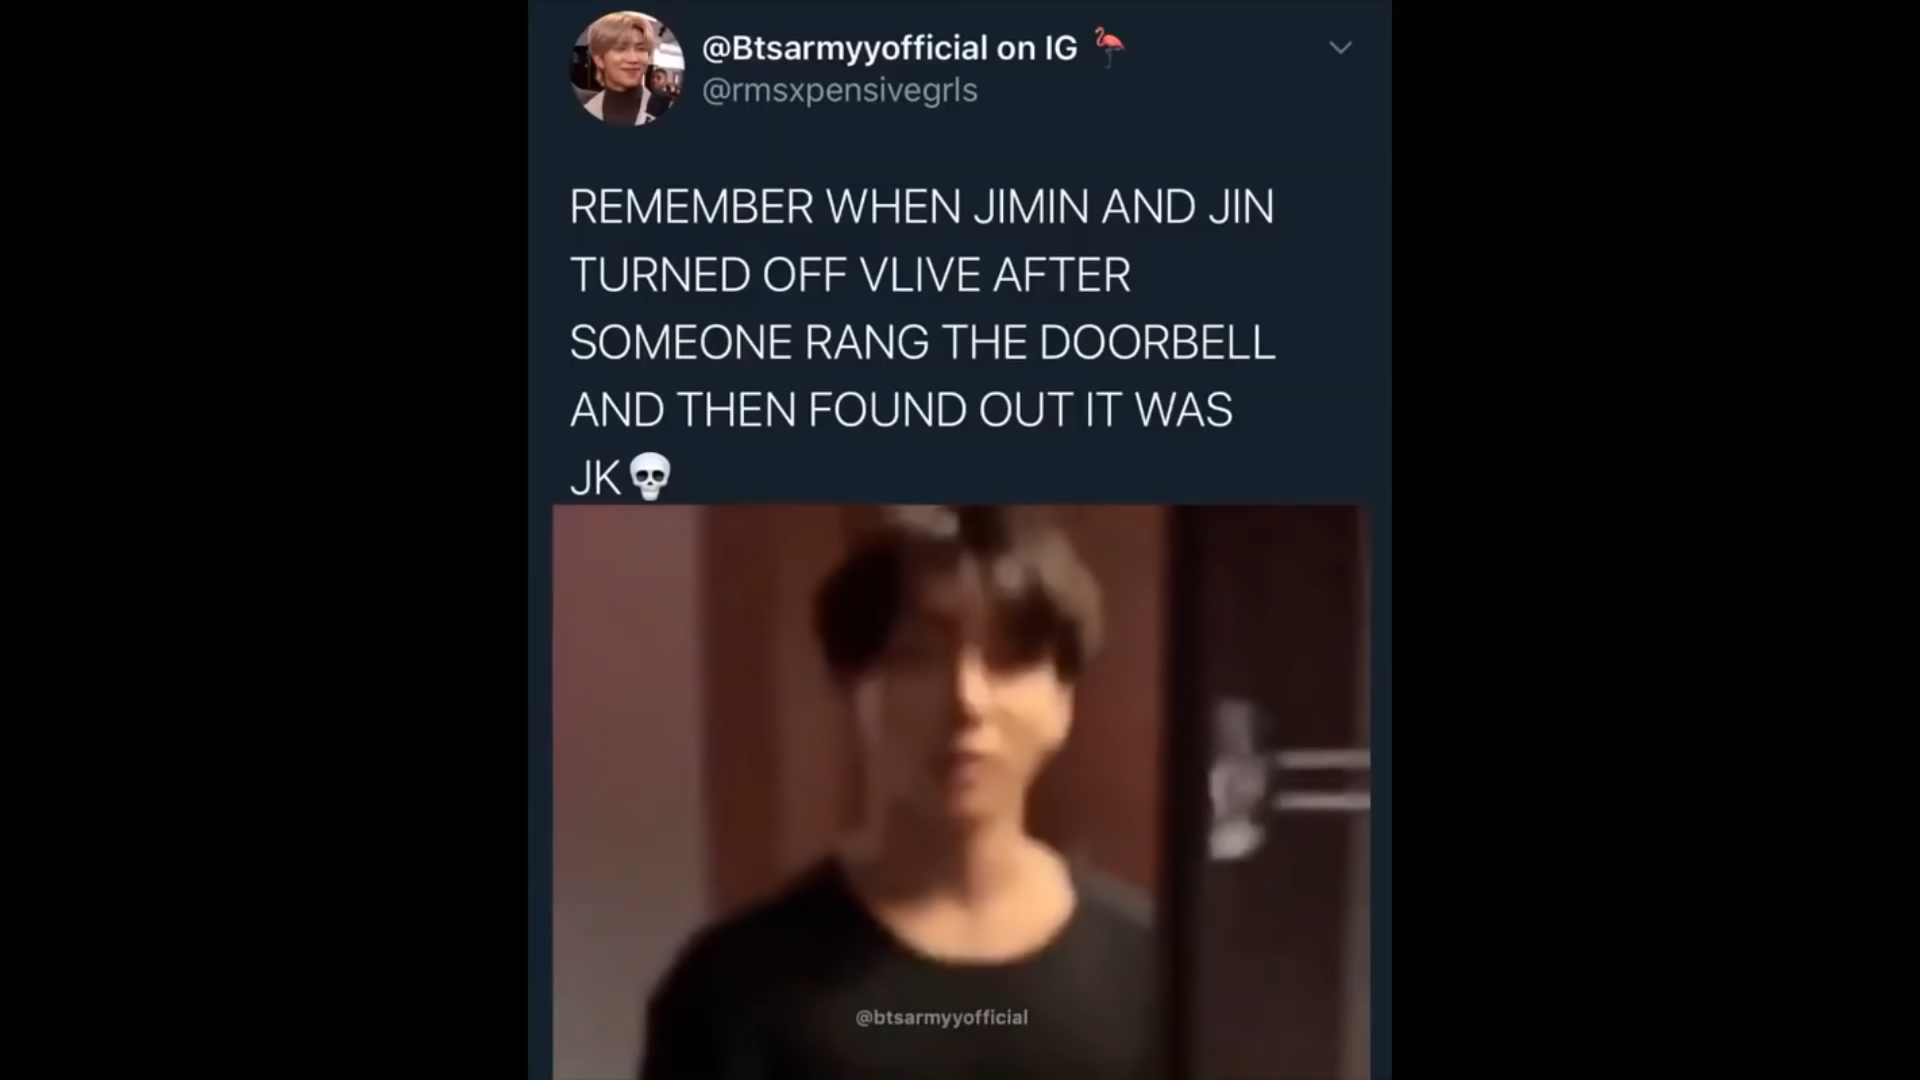 @Btsarmyyofficial on IG 🦩
@rmsxpensivegrls
REMEMBER WHEN JIMIN AND JIN
TURNED OFF VLIVE AFTER
SOMEONE RANG THE DOORBELL
AND THEN FOUND OUT IT WAS
JK💀
@btsarmyyofficial